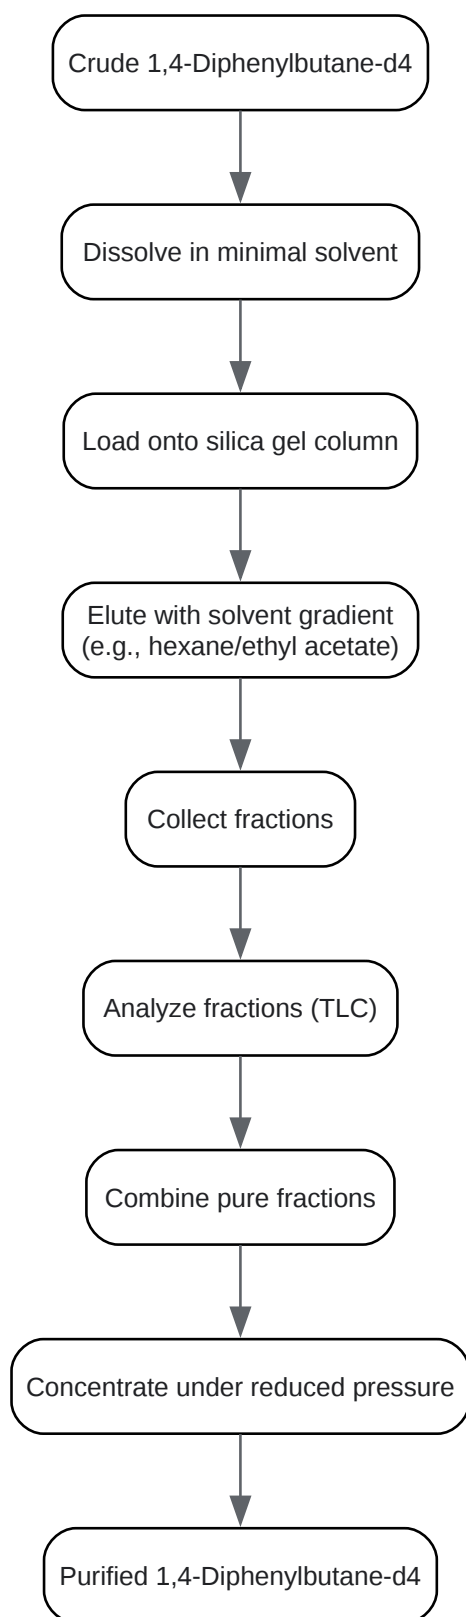 Crude 1,4-Diphenylbutane-d4
Dissolve in minimal solvent
Load onto silica gel column
Elute with solvent gradient
(e.g., hexane/ethyl acetate)
Collect fractions
Analyze fractions (TLC)
Combine pure fractions
Concentrate under reduced pressure
Purified 1,4-Diphenylbutane-d4